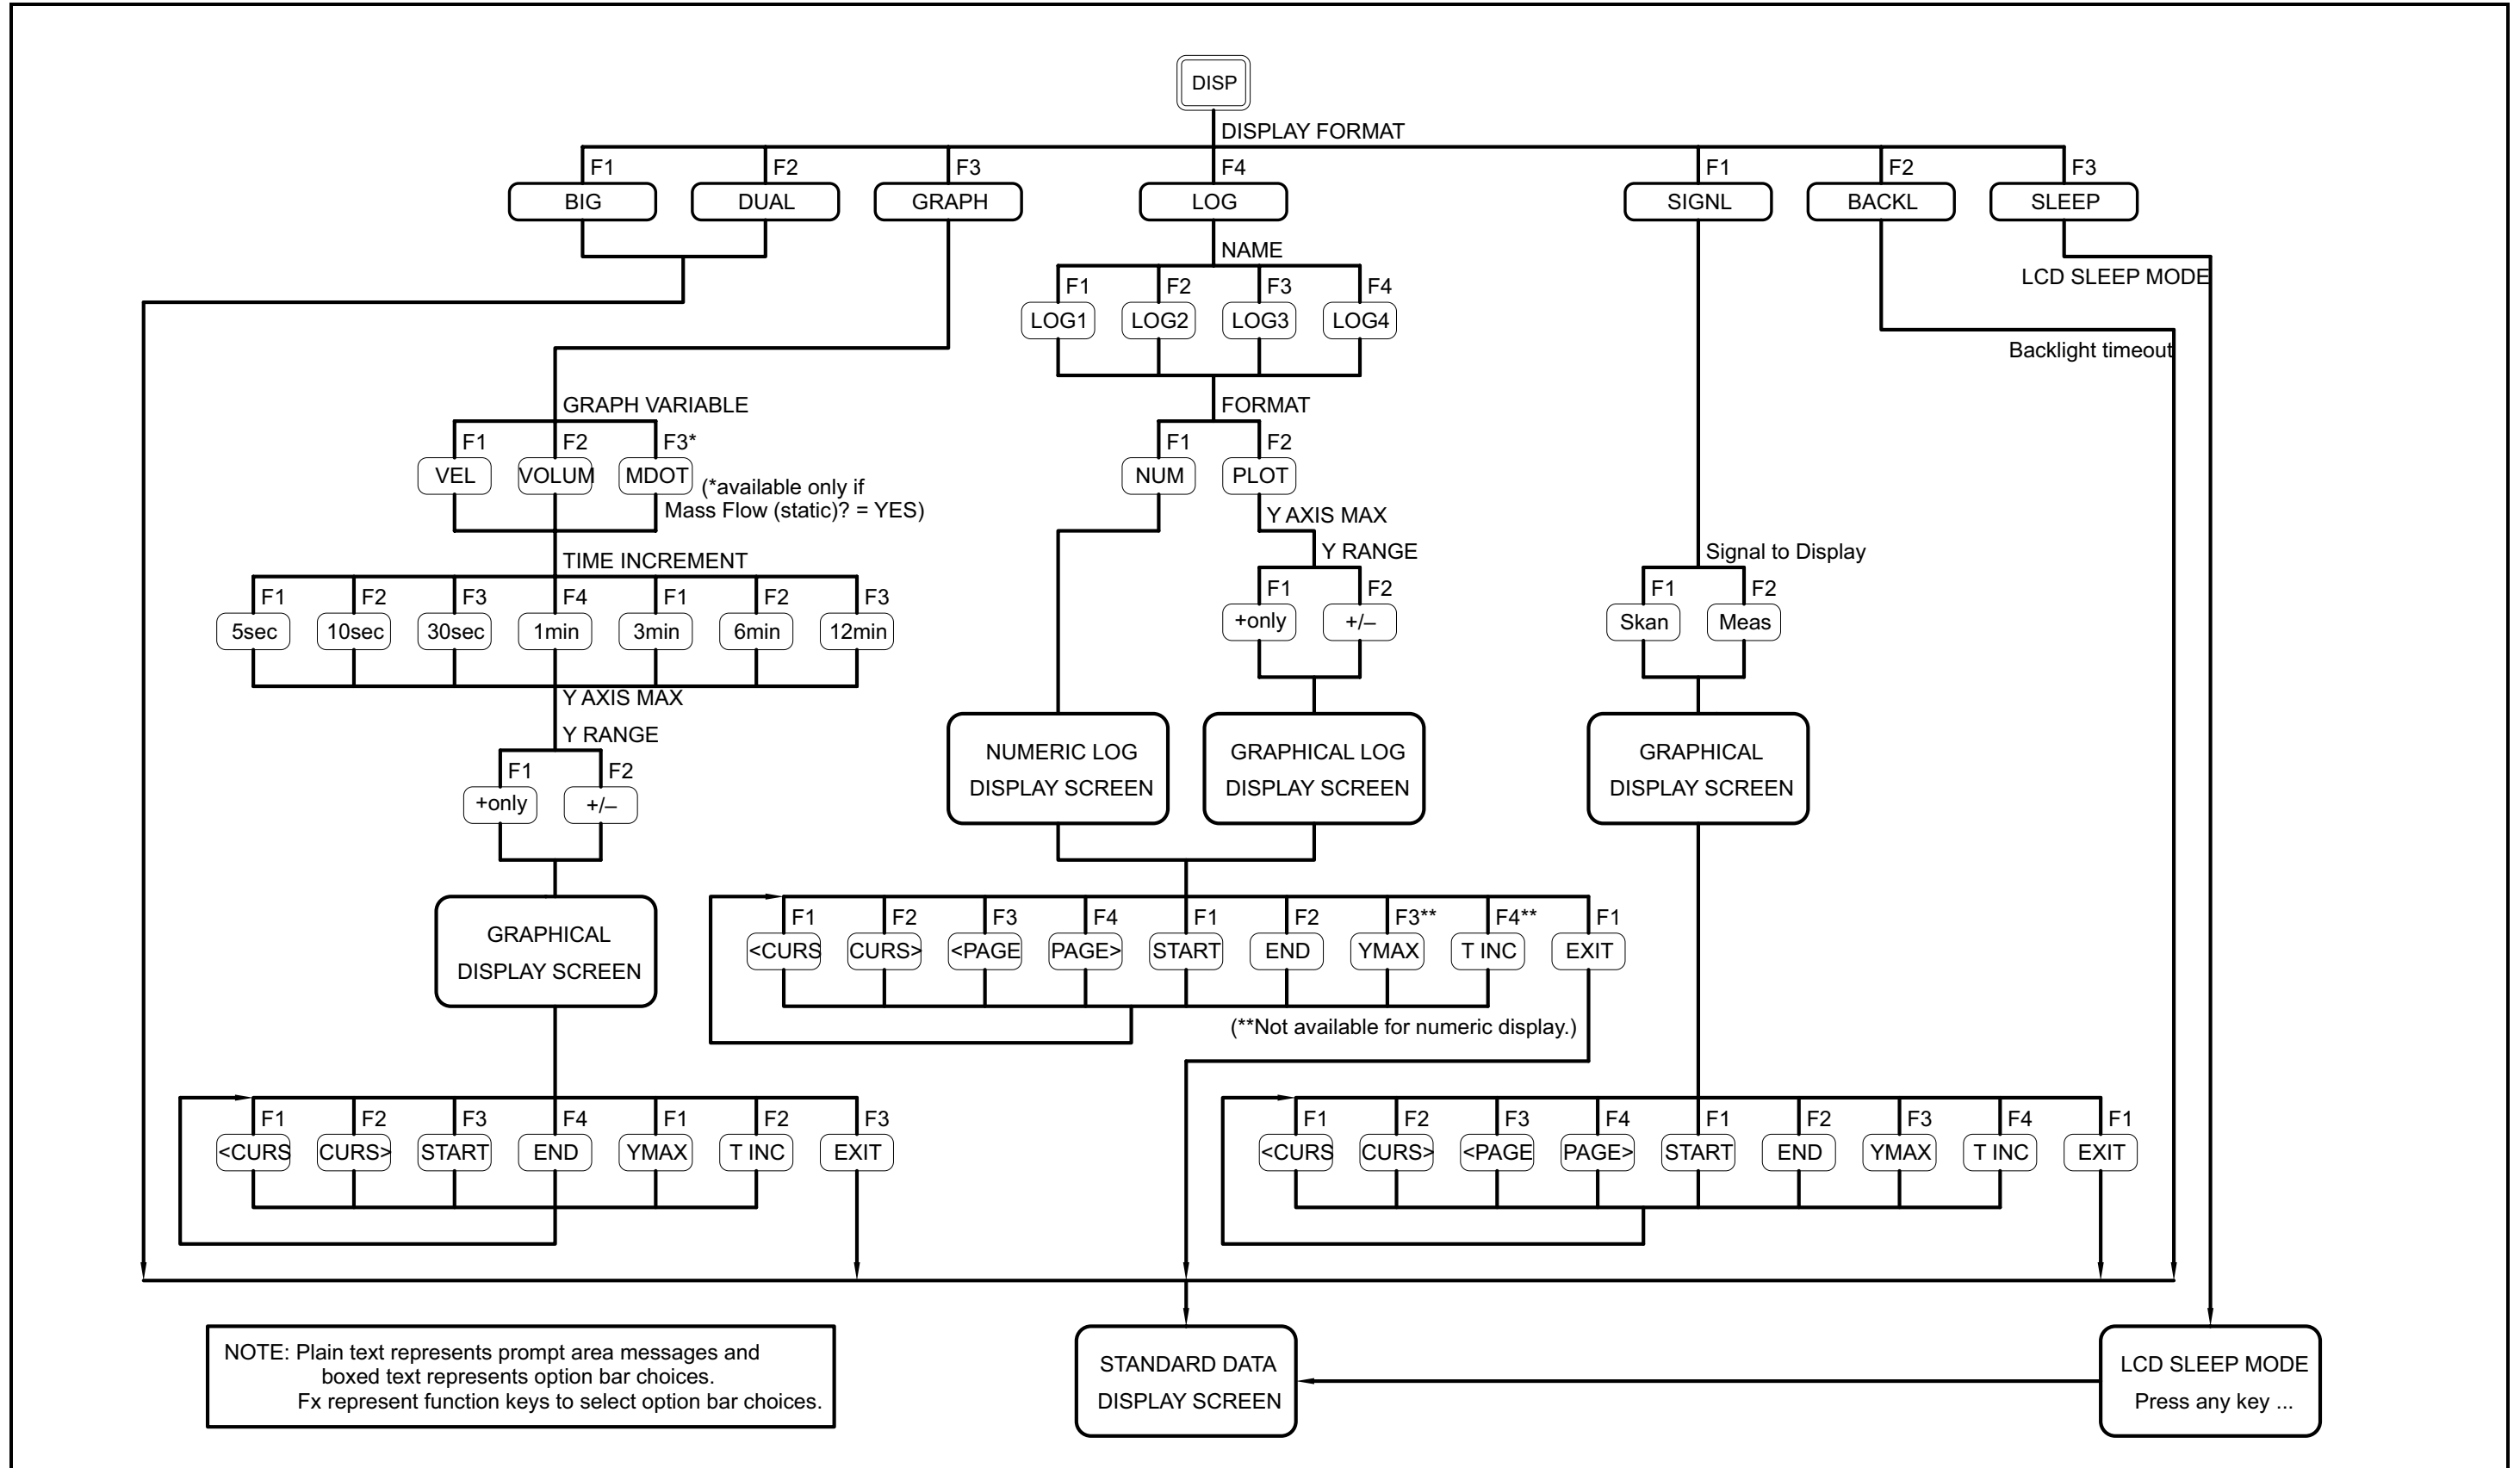 DISP
DISPLAY FORMAT
F1 F2 F3 F4 F1 F2 F3
BIG DUAL GRAPH LOG SIGNL BACKL SLEEP
NAME
LCD SLEEP MODE
F1 F2 F3 F4
LOG1 LOG2 LOG3 LOG4
Backlight timeout
GRAPH VARIABLE
FORMAT
F1 F2 F3* F1 F2
VEL VOLUM MDOT NUM PLOT
(*available only if
Mass Flow (static)? = YES)
Y AXIS MAX
TIME INCREMENT
Y RANGE
Signal to Display
F1 F2 F3 F4 F1 F2 F3
5sec 10sec 30sec 1min 3min 6min 12min
F1 F2 F1 F2
+only +/– Skan Meas
Y AXIS MAX
Y RANGE
F1 F2
+only +/–
NUMERIC LOG
DISPLAY SCREEN
GRAPHICAL LOG
DISPLAY SCREEN
GRAPHICAL
DISPLAY SCREEN
GRAPHICAL
DISPLAY SCREEN
F1 F2 F3 F4 F1 F2 F3** F4** F1
<CURS CURS> <PAGE PAGE> START END YMAX T INC EXIT
(**Not available for numeric display.)
F1 F2 F3 F4 F1 F2 F3
<CURS CURS> START END YMAX T INC EXIT
F1 F2 F3 F4 F1 F2 F3 F4 F1
<CURS CURS> <PAGE PAGE> START END YMAX T INC EXIT
NOTE: Plain text represents prompt area messages and
boxed text represents option bar choices.
Fx represent function keys to select option bar choices.
STANDARD DATA
DISPLAY SCREEN
LCD SLEEP MODE
Press any key ...